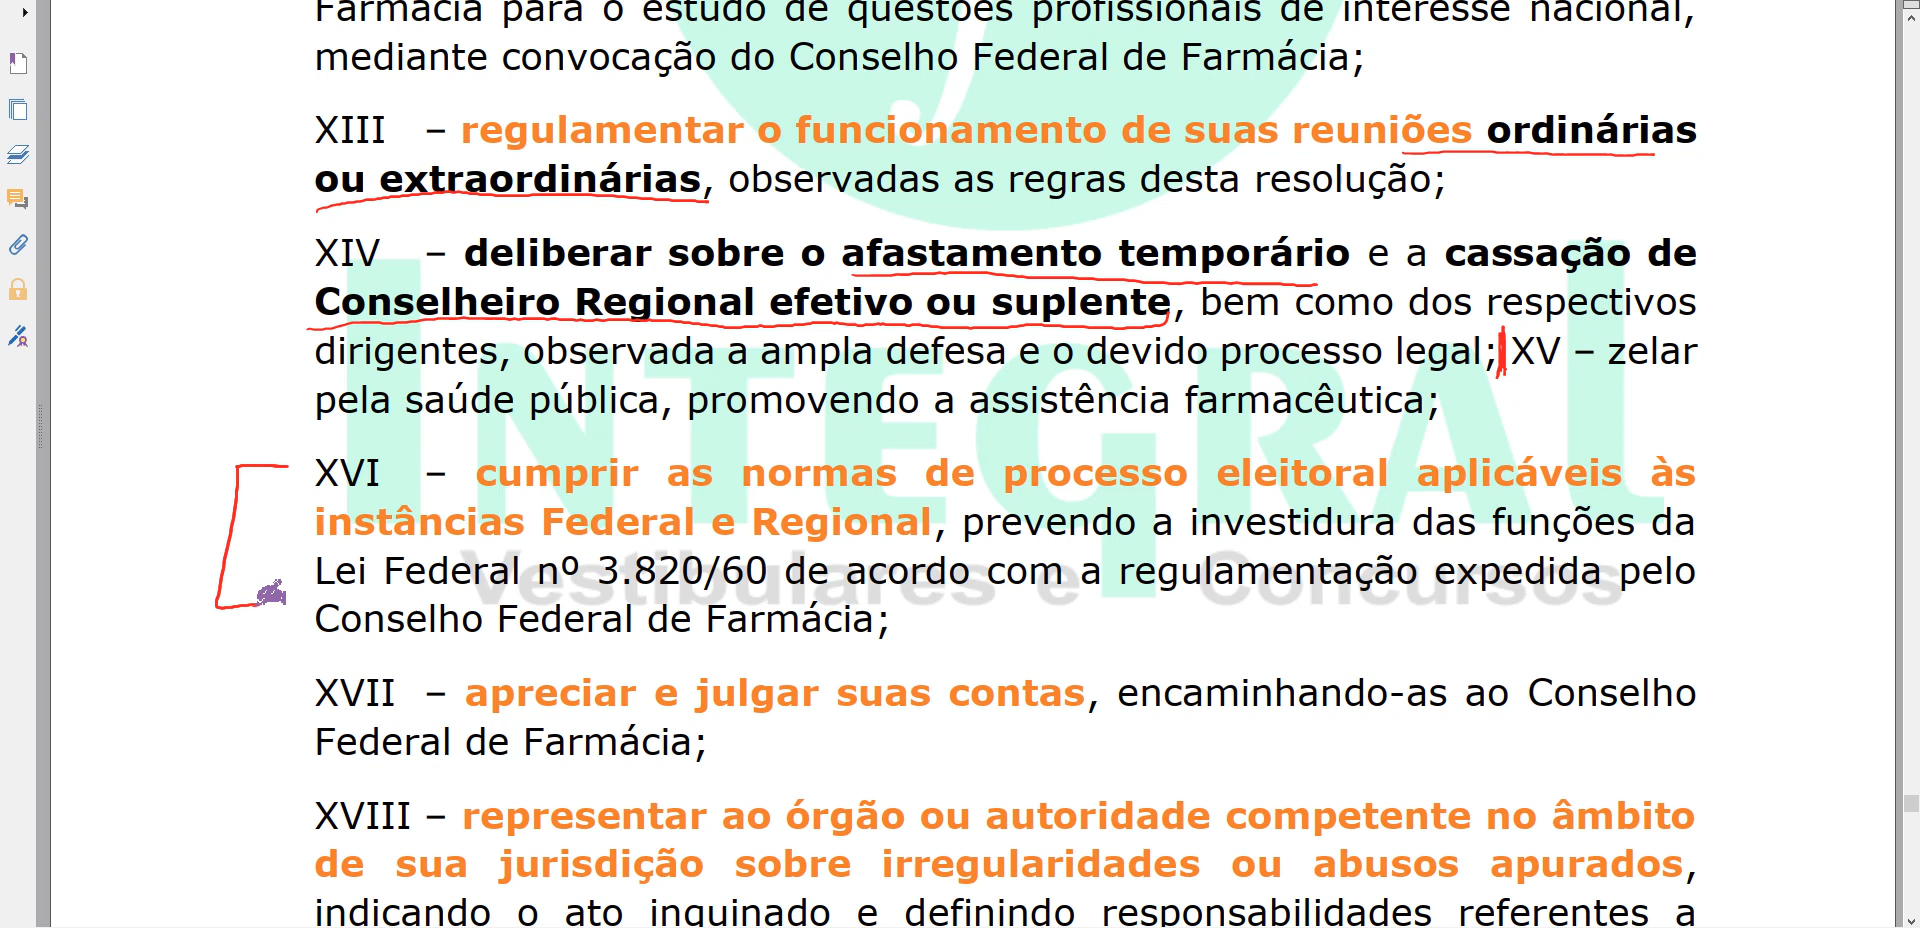 Farmácia para o estudo de questões profissionais de interesse nacional,
mediante convocação do Conselho Federal de Farmácia;
XIII – regulamentar o funcionamento de suas reuniões ordinárias
ou extraordinárias, observadas as regras desta resolução;
XIV – deliberar sobre o afastamento temporário e a cassação de
Conselheiro Regional efetivo ou suplente, bem como dos respectivos
dirigentes, observada a ampla defesa e o devido processo legal; XV – zelar
pela saúde pública, promovendo a assistência farmacêutica;
XVI – cumprir as normas de processo eleitoral aplicáveis às
instâncias Federal e Regional, prevendo a investidura das funções da
Lei Federal nº 3.820/60 de acordo com a regulamentação expedida pelo
Conselho Federal de Farmácia;
XVII – apreciar e julgar suas contas, encaminhando-as ao Conselho
Federal de Farmácia;
XVIII – representar ao órgão ou autoridade competente no âmbito
de sua jurisdição sobre irregularidades ou abusos apurados,
indicando o ato inquinado e definindo responsabilidades referentes a
INTEGRAL
Vestibulares e Concursos